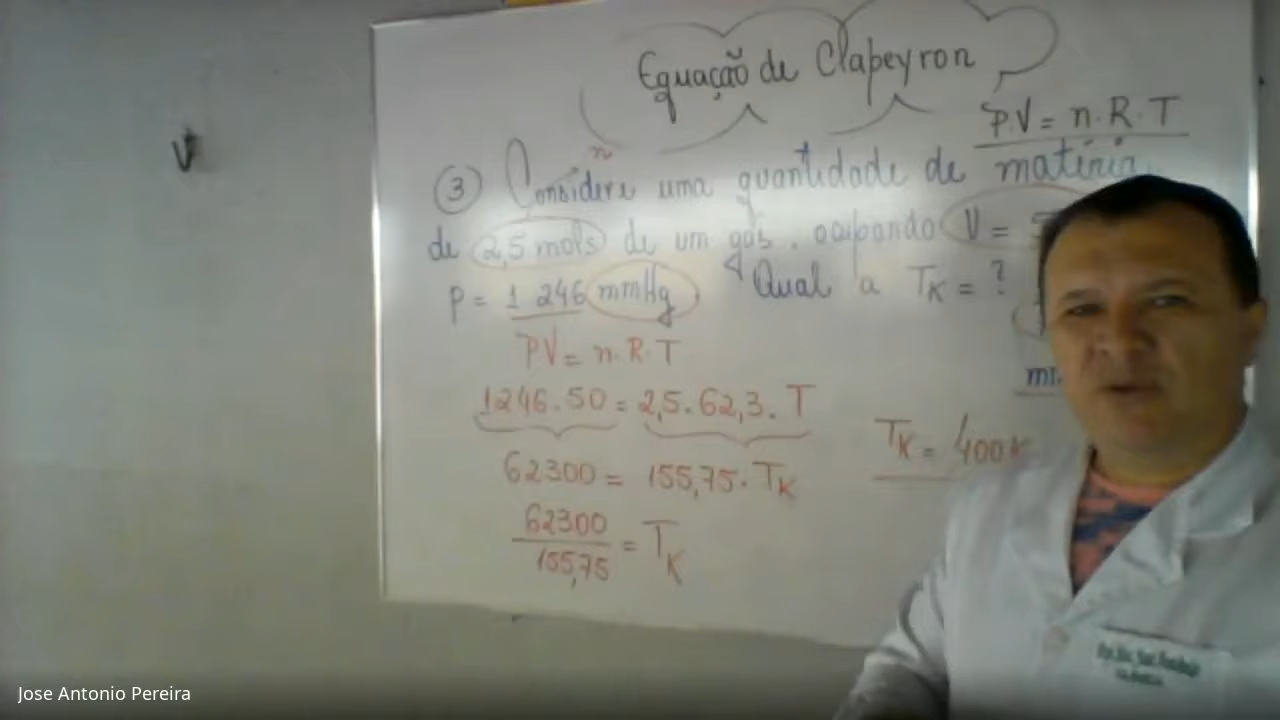 Equação de Clapeyron
P.V = n.R.T
n
③ Considere uma quantidade de matéria
de 2,5 mols de um gás, ocupando V =
P = 1 246 mmHg Qual a TK = ?
PV = n.R.T
1246.50 = 2,5.62,3.T
62300 = 155,75.TK
62300
155,75
= TK
TK = 400K
Jose Antonio Pereira